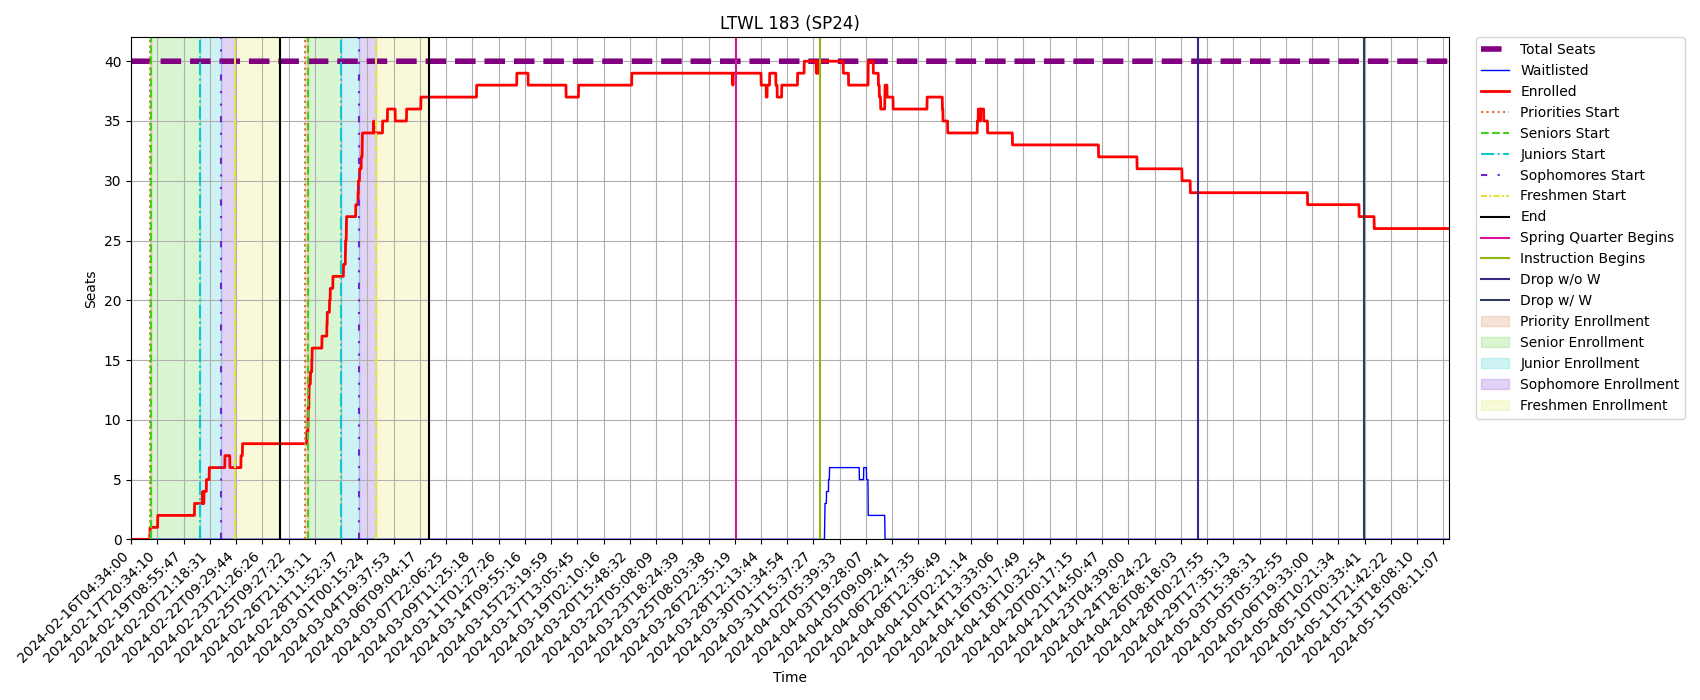 LTWL 183 (SP24)
Seats
40
35
30
25
20
15
10
5
0
2024-02-16T04:34:00
2024-02-17T20:34:10
2024-02-19T08:55:47
2024-02-20T21:18:31
2024-02-22T09:29:44
2024-02-23T21:26:26
2024-02-25T09:27:22
2024-02-26T21:13:11
2024-02-28T11:52:37
2024-03-01T00:15:24
2024-03-04T19:37:53
2024-03-06T09:04:17
2024-03-07T22:06:25
2024-03-09T11:25:18
2024-03-11T01:27:26
2024-03-14T09:55:16
2024-03-15T23:19:59
2024-03-17T13:05:45
2024-03-19T02:10:16
2024-03-20T15:48:32
2024-03-22T05:08:09
2024-03-23T18:24:39
2024-03-25T08:03:38
2024-03-26T22:35:19
2024-03-28T12:13:44
2024-03-30T01:34:54
2024-03-31T15:37:27
2024-04-02T05:39:33
2024-04-03T19:28:07
2024-04-05T09:09:41
2024-04-06T22:47:35
2024-04-08T12:36:49
2024-04-10T02:21:14
2024-04-14T13:33:06
2024-04-16T03:17:49
2024-04-18T10:32:54
2024-04-20T00:17:15
2024-04-21T14:50:47
2024-04-23T04:39:00
2024-04-24T18:24:22
2024-04-26T08:18:03
2024-04-28T00:27:55
2024-04-29T17:35:13
2024-05-03T15:38:31
2024-05-05T05:32:55
2024-05-06T19:33:00
2024-05-08T10:21:34
2024-05-10T00:33:41
2024-05-11T21:42:22
2024-05-13T18:08:10
2024-05-15T08:11:07
Time
Total Seats
Waitlisted
Enrolled
Priorities Start
Seniors Start
Juniors Start
Sophomores Start
Freshmen Start
End
Spring Quarter Begins
Instruction Begins
Drop w/o W
Drop w/ W
Priority Enrollment
Senior Enrollment
Junior Enrollment
Sophomore Enrollment
Freshmen Enrollment